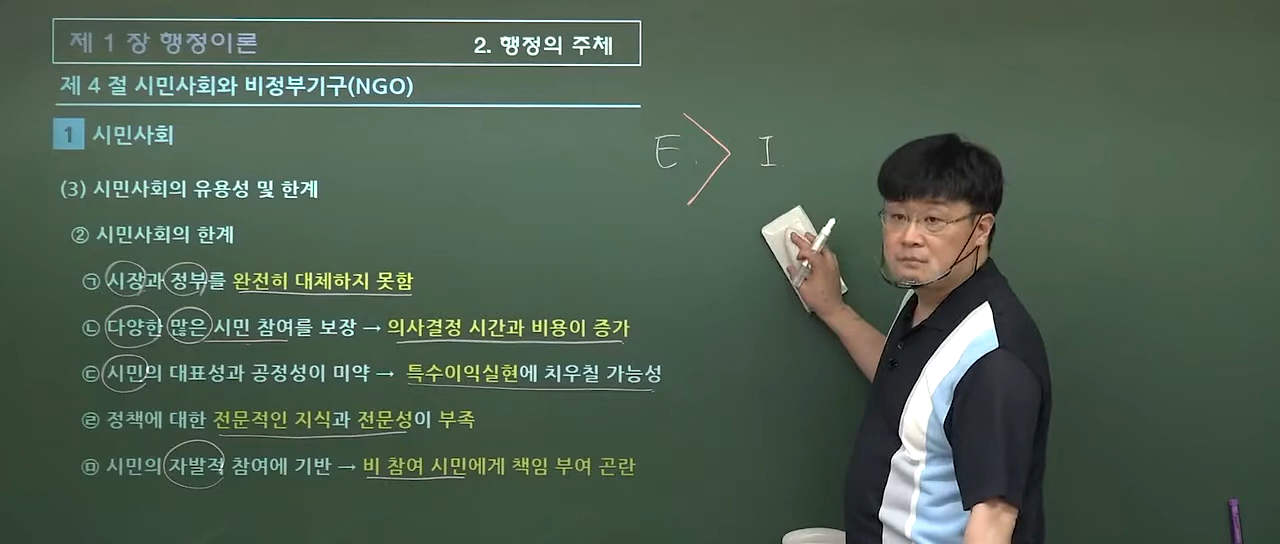 제 1 장 행정이론 2. 행정의 주체
제 4 절 시민사회와 비정부기구(NGO)
1 시민사회
(3) 시민사회의 유용성 및 한계
② 시민사회의 한계
㉠ 시장과 정부를 완전히 대체하지 못함
㉡ 다양한 많은 시민 참여를 보장 → 의사결정 시간과 비용이 증가
㉢ 시민의 대표성과 공정성이 미약 → 특수이익실현에 치우칠 가능성
㉣ 정책에 대한 전문적인 지식과 전문성이 부족
㉤ 시민의 자발적 참여에 기반 → 비 참여 시민에게 책임 부여 곤란
E. > I.